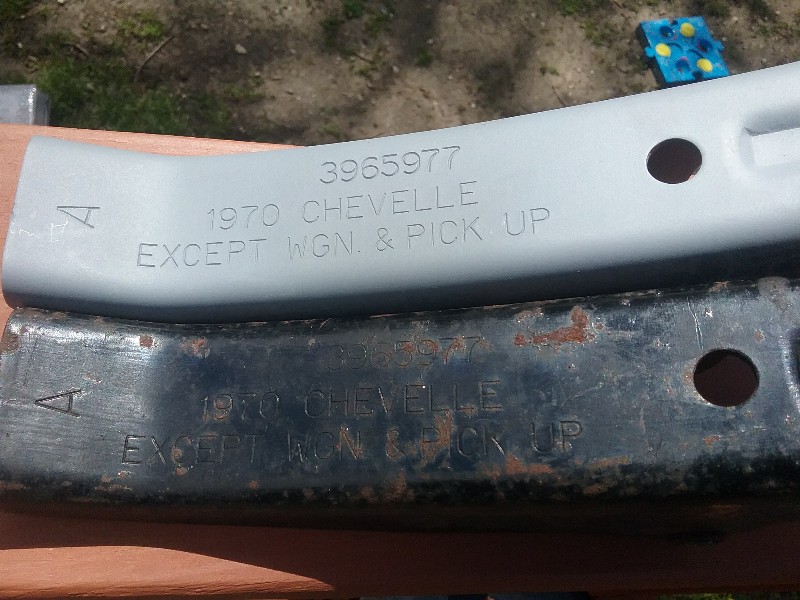 3965977
1970 CHEVELLE
EXCEPT WGN. & PICK UP
A
3965977
1970 CHEVELLE
EXCEPT WGN. & PICK UP
A